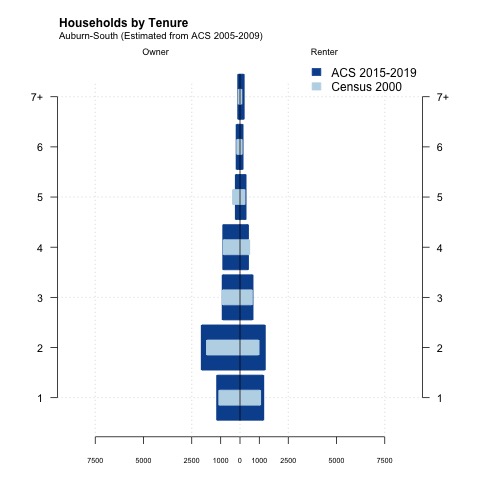 Households by Tenure
Auburn-South (Estimated from ACS 2005-2009)
Owner
Renter
ACS 2015-2019
Census 2000
7+ 7+
6 6
5 5
4 4
3 3
2 2
1 1
7500 5000 2500 1000 0 1000 2500 5000 7500